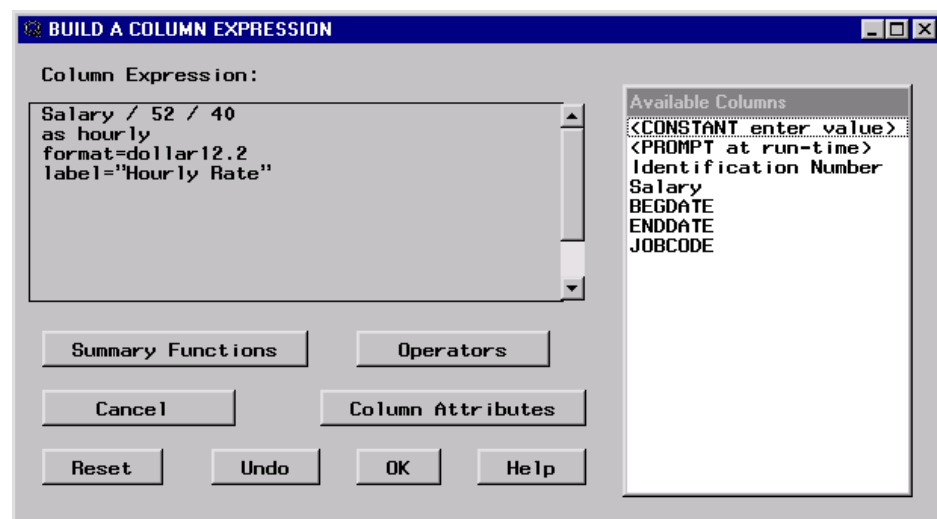 BUILD A COLUMN EXPRESSION
Column Expression:
Salary / 52 / 40
as hourly
format=dollar12.2
label="Hourly Rate"
Available Columns
<CONSTANT enter value>
<PROMPT at run-time>
Identification Number
Salary
BEGDATE
ENDDATE
JOBCODE
Summary Functions
Operators
Cancel
Column Attributes
Reset
Undo
OK
Help